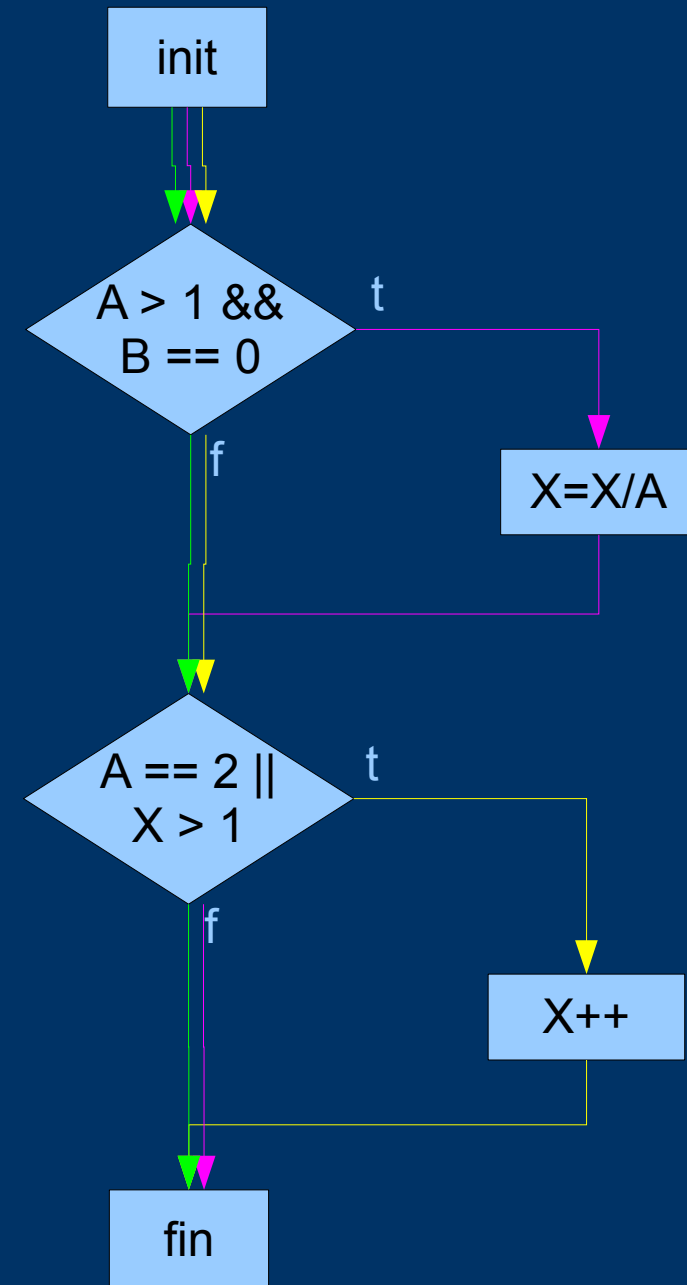 init
A > 1 &&
B == 0
t
f
X=X/A
A == 2 ||
X > 1
t
f
X++
fin